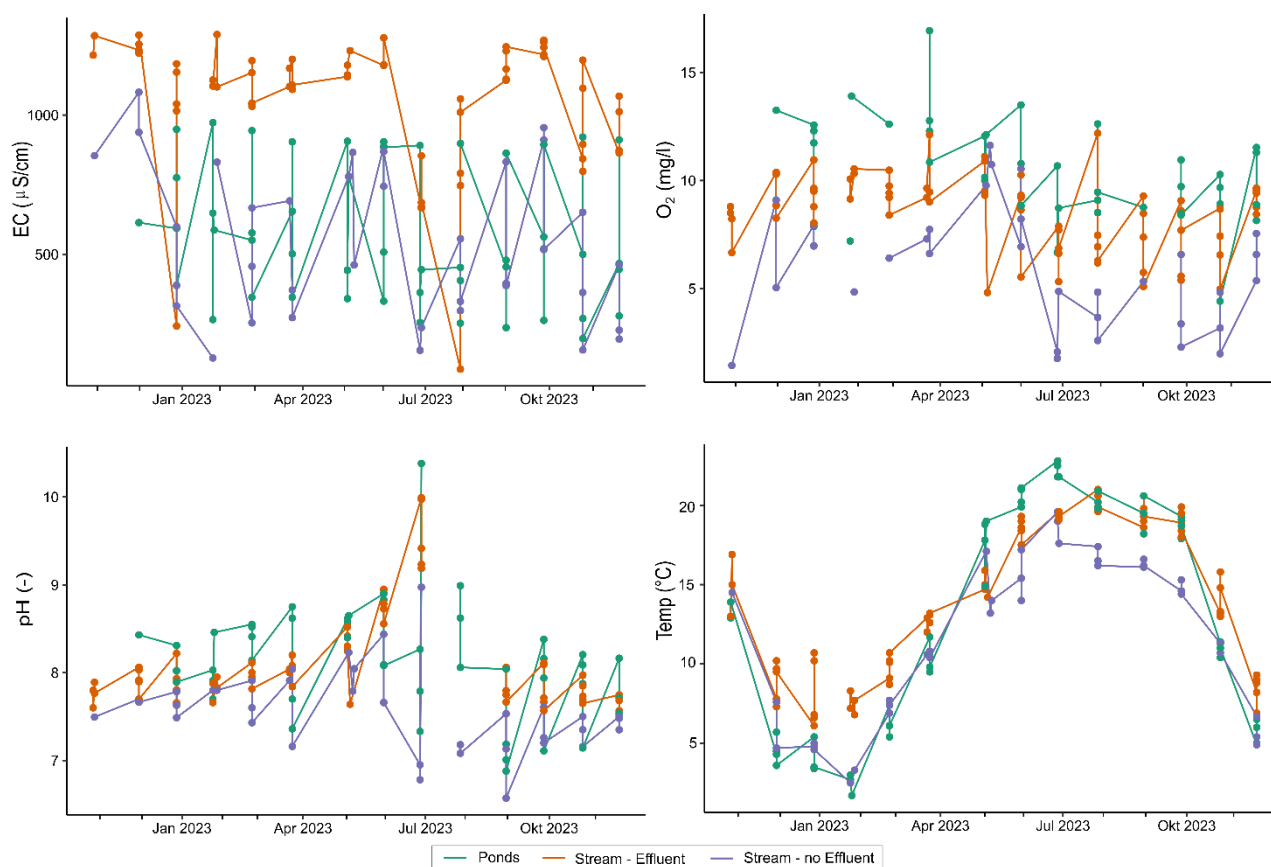 EC (μS/cm)
1000
500
Jan 2023 Apr 2023 Jul 2023 Okt 2023
O2 (mg/l)
15
10
5
Jan 2023 Apr 2023 Jul 2023 Okt 2023
pH (-)
10
9
8
7
Jan 2023 Apr 2023 Jul 2023 Okt 2023
Temp (°C)
20
15
10
5
Jan 2023 Apr 2023 Jul 2023 Okt 2023
Ponds Stream - Effluent Stream - no Effluent